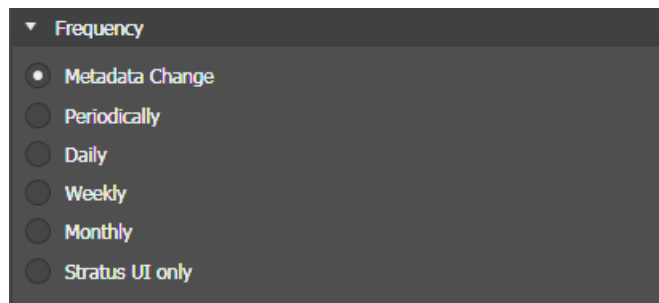 Frequency
Metadata Change
Periodically
Daily
Weekly
Monthly
Stratus UI only